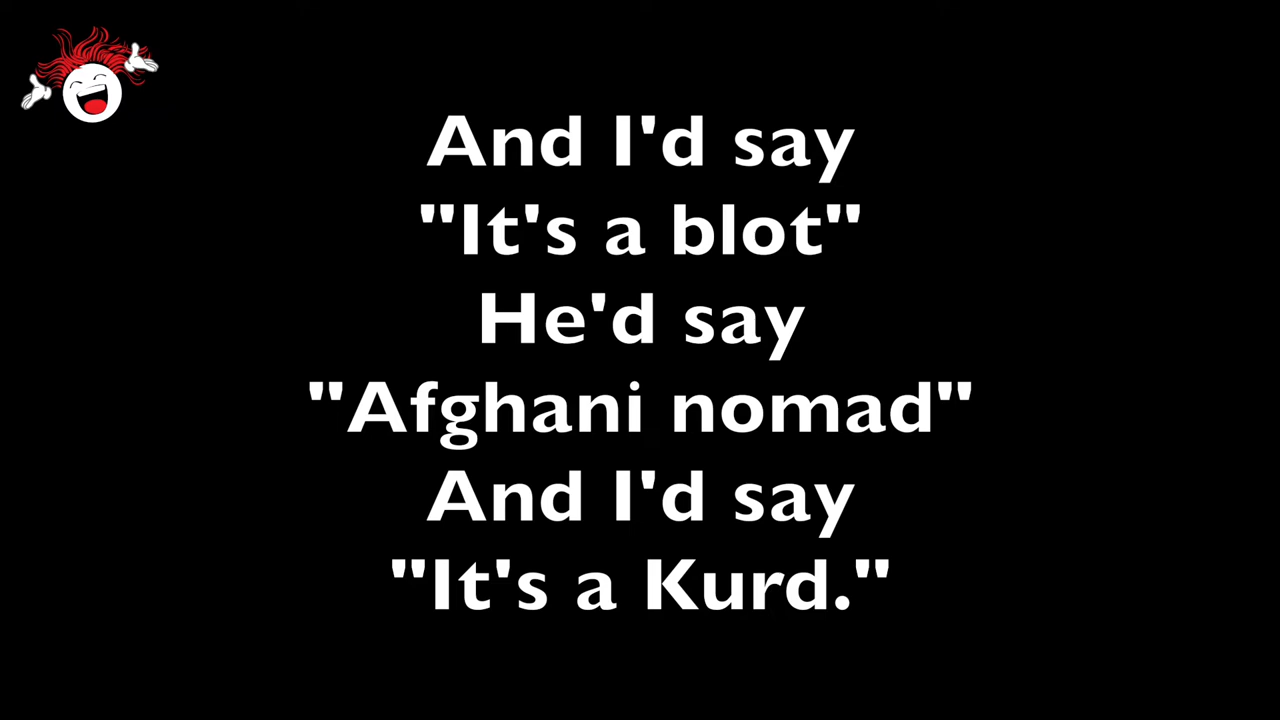 And I'd say
"It's a blot"
He'd say
"Afghani nomad"
And I'd say
"It's a Kurd."